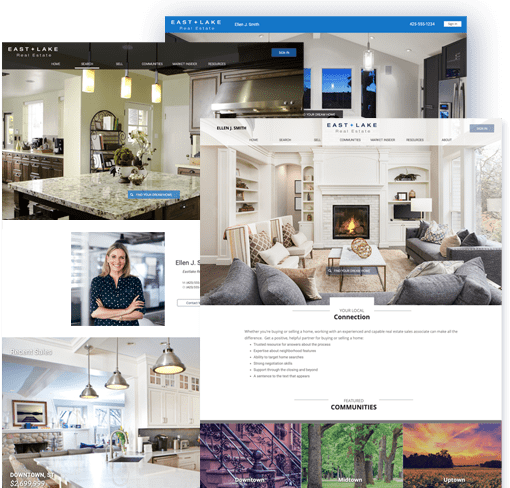 EAST + LAKE
Real Estate
Ellen J. Smith
Sign In
EAST + LAKE
Real Estate
SIGN IN
HOME SEARCH SELL COMMUNITIES MARKET INSIDER RESOURCES
FIND YOUR DREAM HOME
Ellen J. S
Contact
Recent Sales
DOWNTOWN, ST
$2,699,999
ELLEN J. SMITH
EAST + LAKE
Real Estate
SIGN IN
HOME SEARCH SELL COMMUNITIES MARKET INSIDER RESOURCES ABOUT
FIND YOUR DREAM HOME
YOUR LOCAL
Connection
Whether you're buying or selling a home, working with an experienced and capable real estate sales associate can make all the
difference. Get a positive, helpful partner for buying or selling a home:
• Trusted resource for answers about the process
• Expertise about neighborhood features
• Ability to target home searches
• Strong negotiation skills
• Support through the closing and beyond
• A sentence to the text that appears
FEATURED
COMMUNITIES
Downtown
Midtown
Uptown